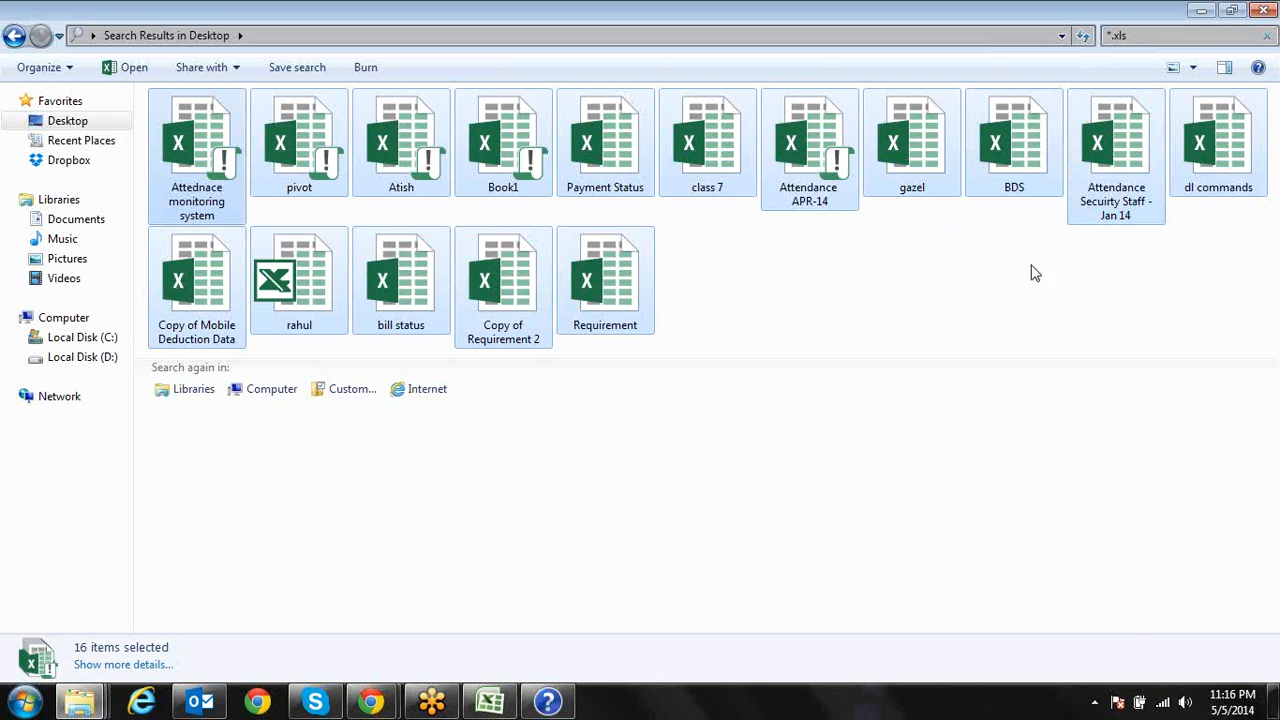 Search Results in Desktop
*.xls
Organize
Open
Share with
Save search
Burn
Favorites
Desktop
Recent Places
Dropbox
Libraries
Documents
Music
Pictures
Videos
Computer
Local Disk (C:)
Local Disk (D:)
Network
Attednace
monitoring
system
pivot
Atish
Book1
Payment Status
class 7
Attendance
APR-14
gazel
BDS
Attendance
Secuirty Staff -
Jan 14
dl commands
Copy of Mobile
Deduction Data
rahul
bill status
Copy of
Requirement 2
Requirement
Search again in:
Libraries
Computer
Custom...
Internet
16 items selected
Show more details...
11:16 PM
5/5/2014